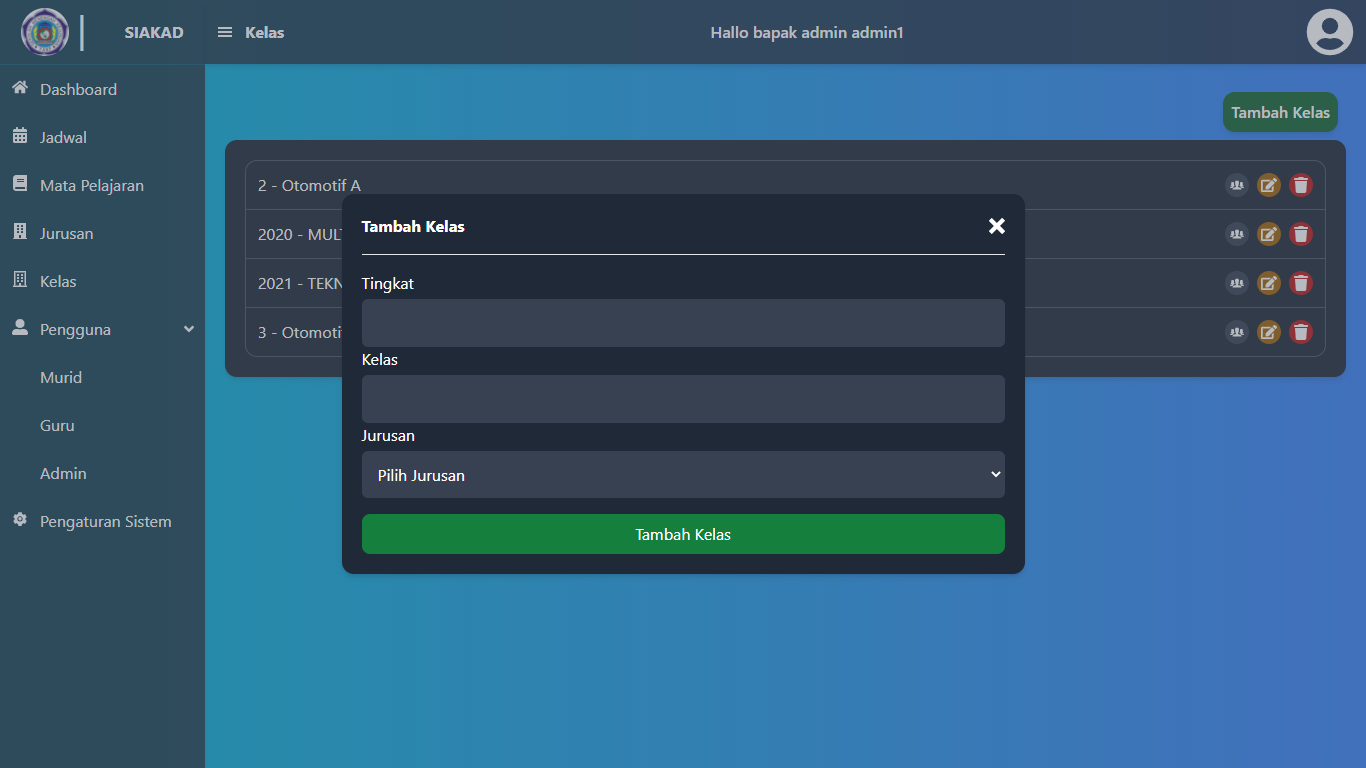 SIAKAD
Kelas
Hallo bapak admin admin1
Dashboard
Jadwal
Mata Pelajaran
Jurusan
Kelas
Pengguna
Murid
Guru
Admin
Pengaturan Sistem
Tambah Kelas
2 - Otomotif A
2020 - MULT
2021 - TEKN
3 - Otomoti
Tambah Kelas
Tingkat
Kelas
Jurusan
Pilih Jurusan
Tambah Kelas